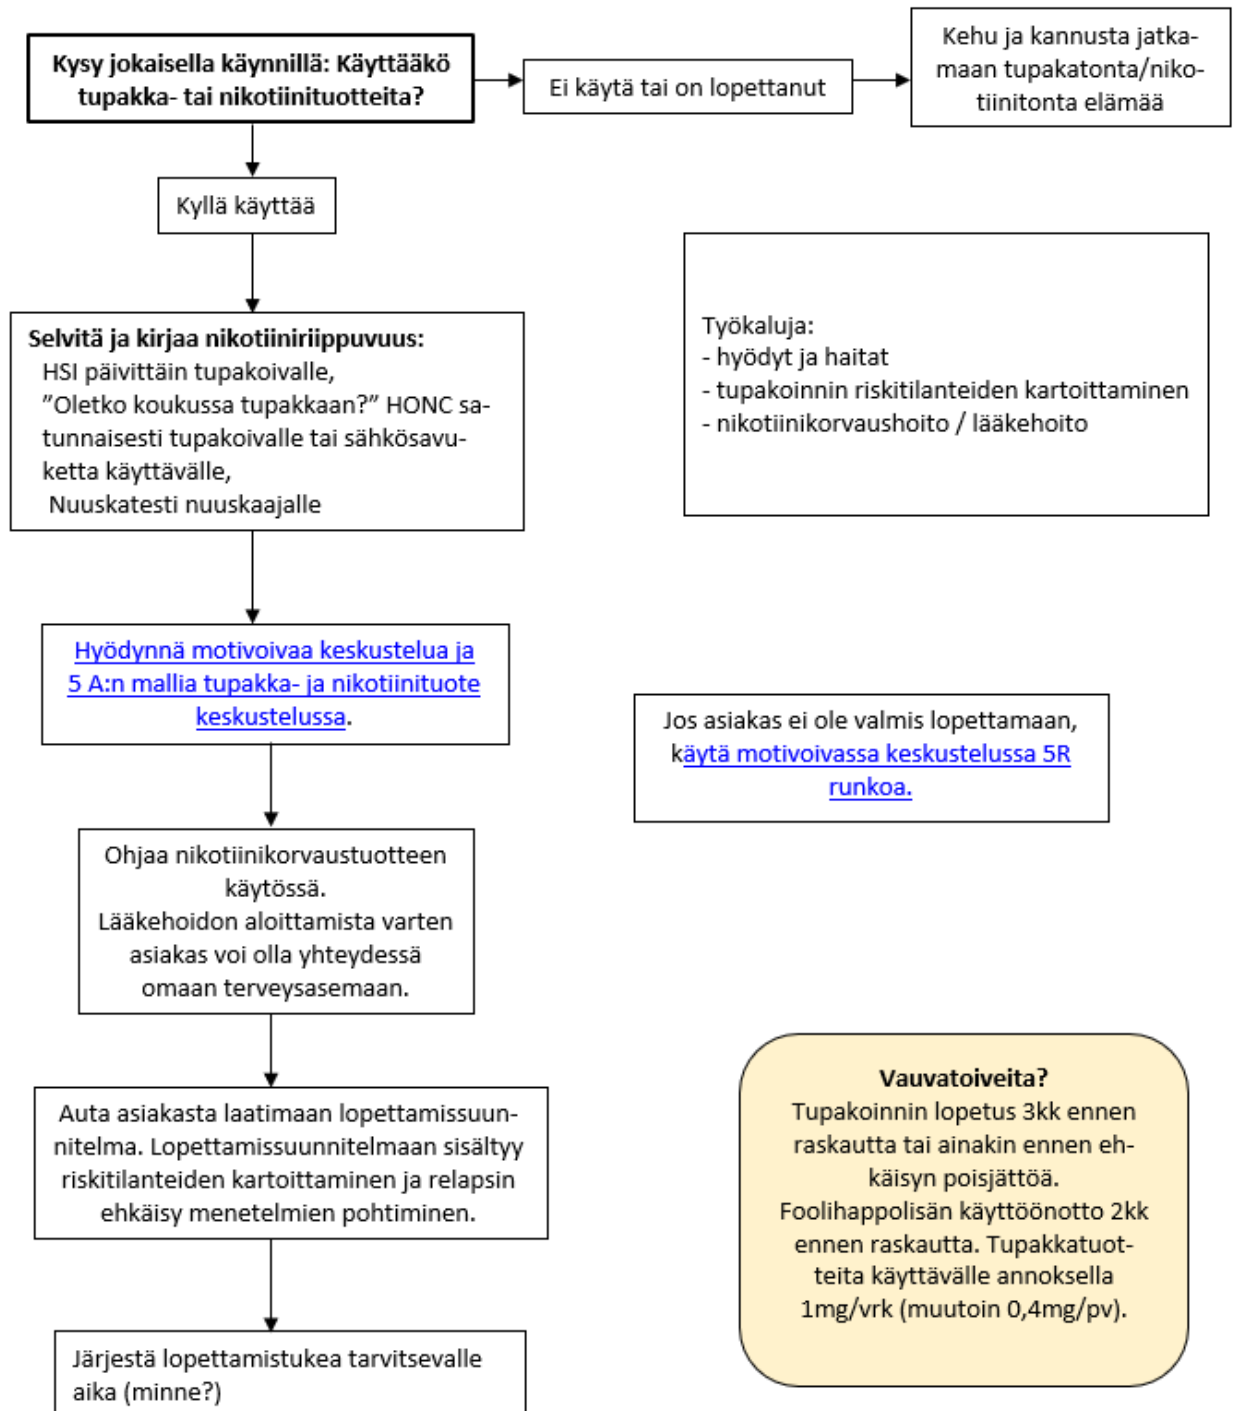 Kysy jokaisella käynnillä: Käyttääkö
tupakka- tai nikotiinituotteita?
Ei käytä tai on lopettanut
Kehu ja kannusta jatka-
maan tupakatonta/niko-
tiinitonta elämää
Kyllä käyttää
Selvitä ja kirjaa nikotiiniriippuvuus:
HSI päivittäin tupakoivalle,
”Oletko koukussa tupakkaan?” HONC sa-
tunnaisesti tupakoivalle tai sähkösavu-
ketta käyttävälle,
Nuuskatesti nuuskaajalle
Työkaluja:
- hyödyt ja haitat
- tupakoinnin riskitilanteiden kartoittaminen
- nikotiinikorvaushoito / lääkehoito
Hyödynnä motivoivaa keskustelua ja
5 A:n mallia tupakka- ja nikotiinituote
keskustelussa.
Jos asiakas ei ole valmis lopettamaan,
käytä motivoivassa keskustelussa 5R
runkoa.
Ohjaa nikotiinikorvaustuotteen
käytössä.
Lääkehoidon aloittamista varten
asiakas voi olla yhteydessä
omaan terveysasemaan.
Auta asiakasta laatimaan lopettamissuun-
nitelma. Lopettamissuunnitelmaan sisältyy
riskitilanteiden kartoittaminen ja relapsin
ehkäisy menetelmien pohtiminen.
Vauvatoiveita?
Tupakoinnin lopetus 3kk ennen
raskautta tai ainakin ennen eh-
käisyn poisjättöä.
Foolihappolisän käyttöönotto 2kk
ennen raskautta. Tupakkatuot-
teita käyttävälle annoksella
1mg/vrk (muutoin 0,4mg/pv).
Järjestä lopettamistukea tarvitsevalle
aika (minne?)